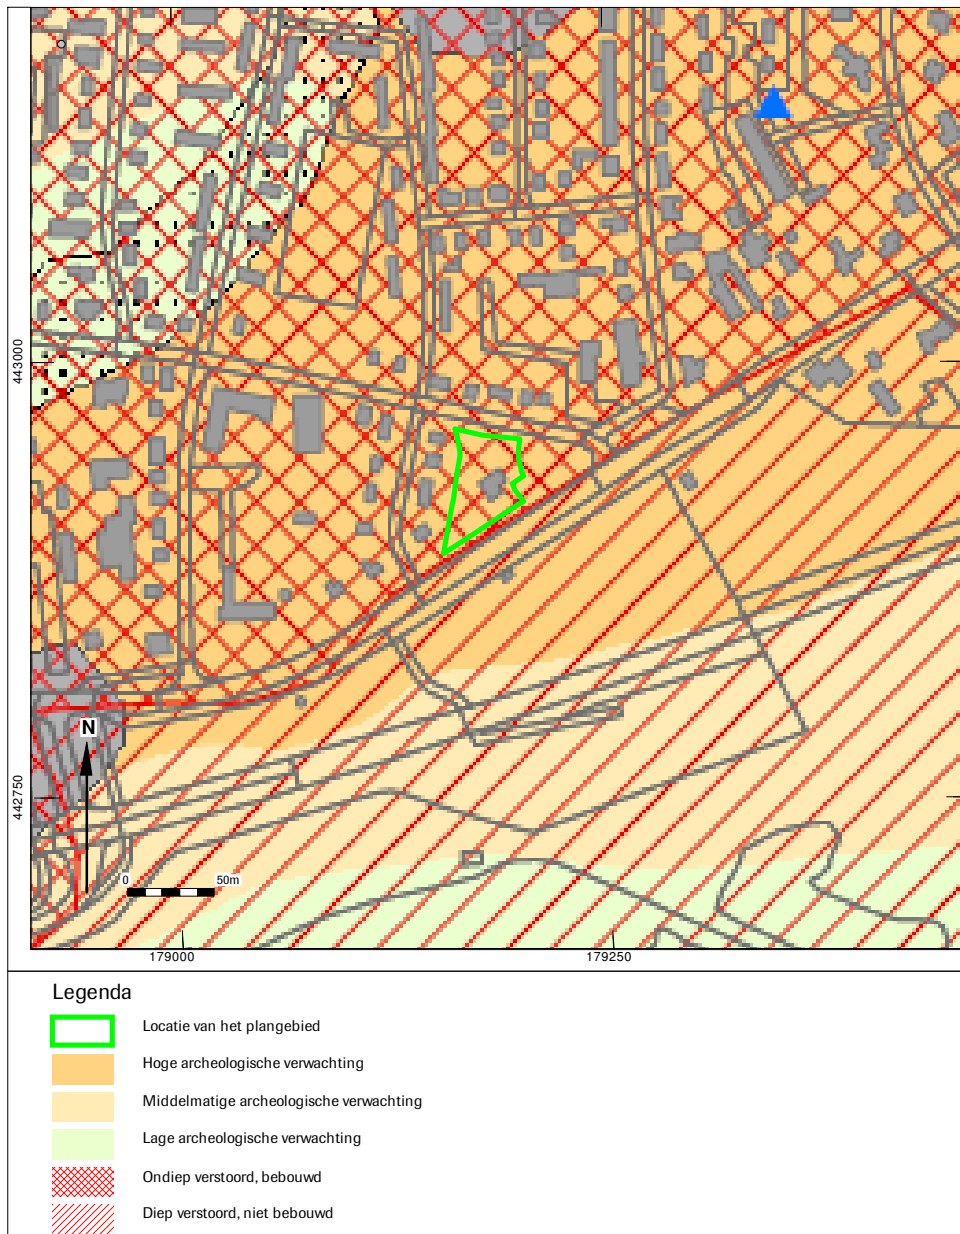 443000
442750
N
0 50m
179000 179250
Legenda
Locatie van het plangebied
Hoge archeologische verwachting
Middelmatige archeologische verwachting
Lage archeologische verwachting
Ondiep verstoord, bebouwd
Diep verstoord, niet bebouwd